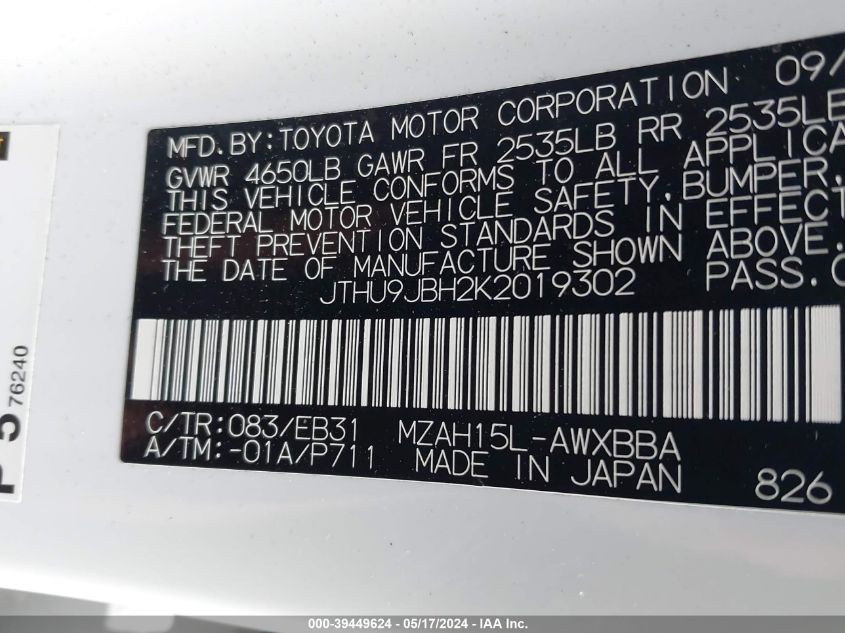 MFD. BY: TOYOTA MOTOR CORPORATION 09/
GVWR 4650LB GAWR FR 2535LB RR 2535LB
THIS VEHICLE CONFORMS TO ALL APPLICA
FEDERAL MOTOR VEHICLE SAFETY, BUMPER,
THEFT PREVENTION STANDARDS IN EFFECT
THE DATE OF MANUFACTURE SHOWN ABOVE.
JTHU9JBH2K2019302 PASS. C
C/TR: 083/EB31 MZAH15L-AWXBBA
A/TM: -01A/P711 MADE IN JAPAN 826
76240
000-39449624 - 05/17/2024 - IAA Inc.